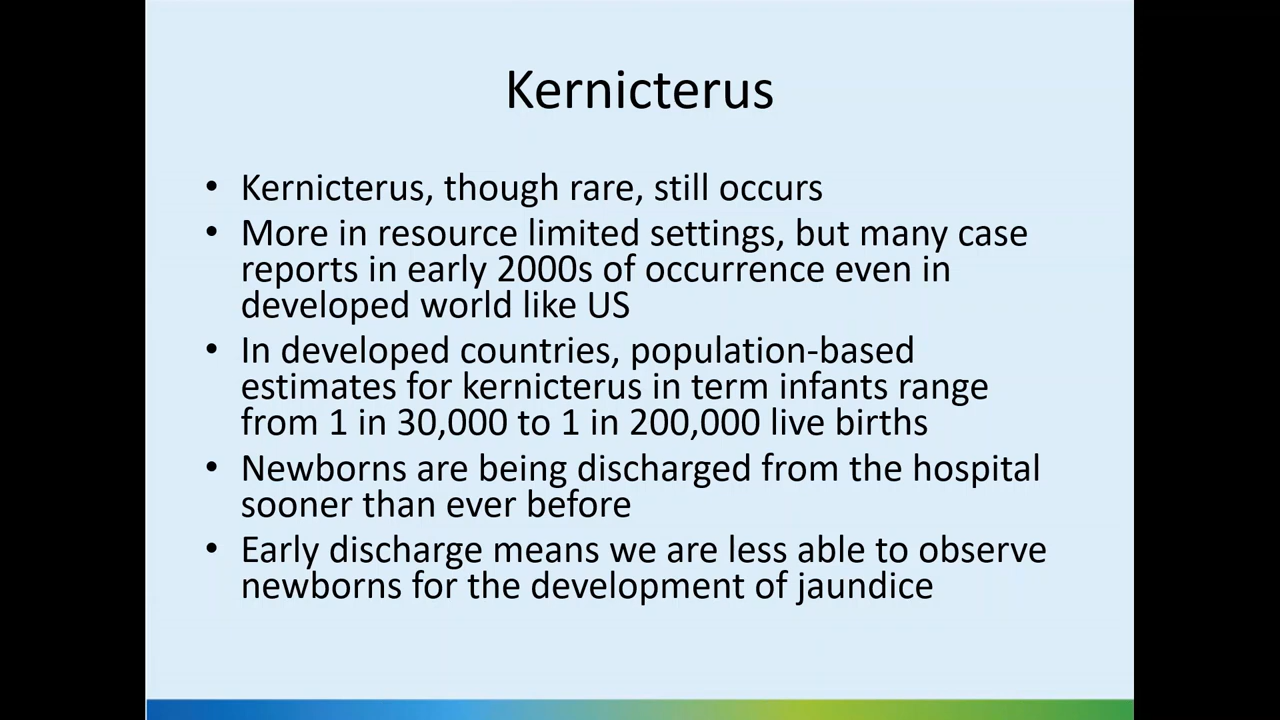 Kernicterus
• Kernicterus, though rare, still occurs
• More in resource limited settings, but many case
reports in early 2000s of occurrence even in
developed world like US
• In developed countries, population-based
estimates for kernicterus in term infants range
from 1 in 30,000 to 1 in 200,000 live births
• Newborns are being discharged from the hospital
sooner than ever before
• Early discharge means we are less able to observe
newborns for the development of jaundice